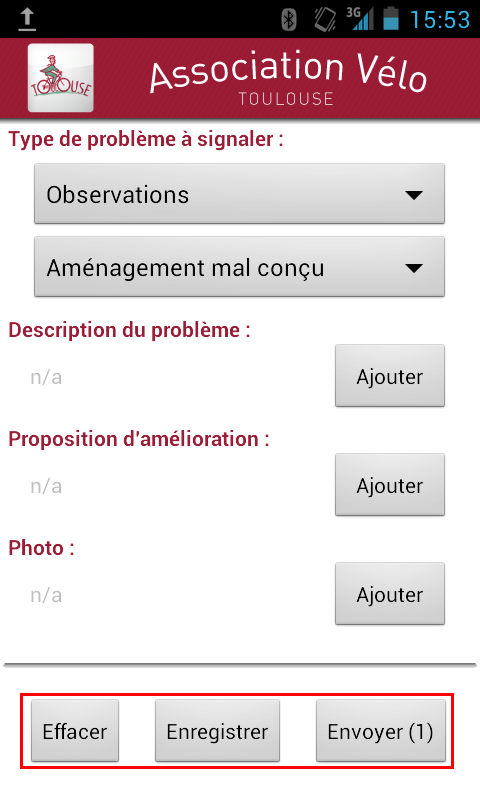 3G 15:53
TOULOUSE
Association Vélo
TOULOUSE
Type de problème à signaler :
Observations
Aménagement mal conçu
Description du problème :
n/a Ajouter
Proposition d'amélioration :
n/a Ajouter
Photo :
n/a Ajouter
Effacer Enregistrer Envoyer (1)